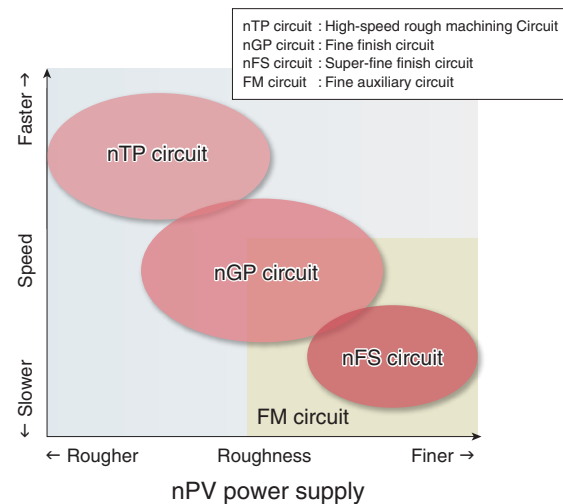 nTP circuit : High-speed rough machining Circuit
nGP circuit : Fine finish circuit
nFS circuit : Super-fine finish circuit
FM circuit : Fine auxiliary circuit
Faster →
Speed
← Slower
nTP circuit
nGP circuit
nFS circuit
FM circuit
← Rougher Roughness Finer →
nPV power supply